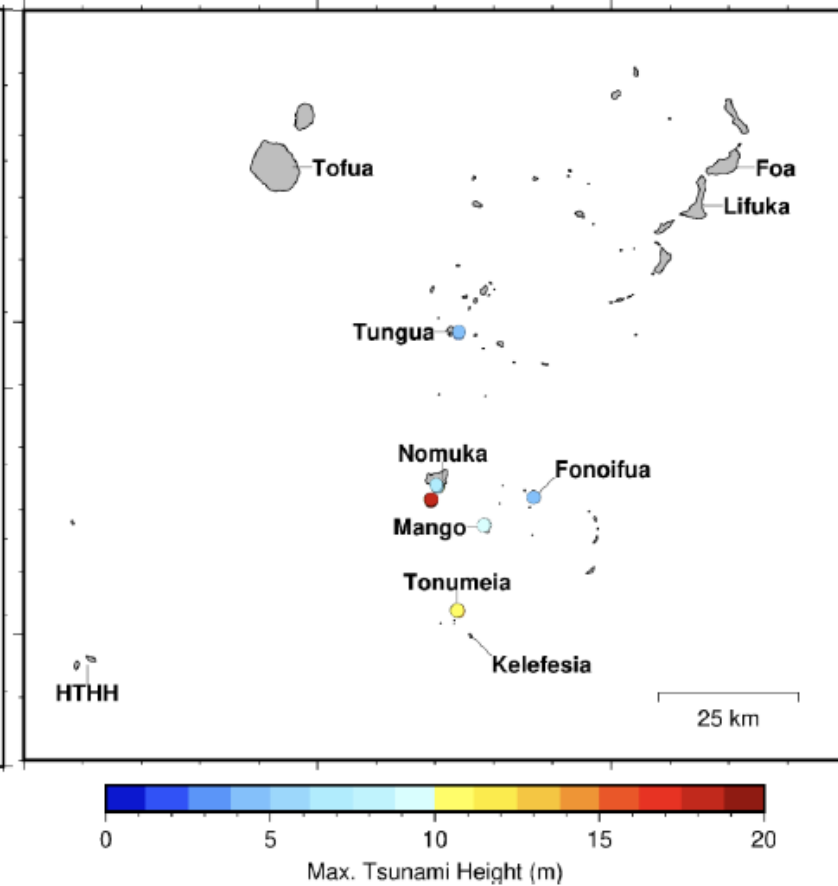 Tofua
Foa
Lifuka
Tungua
Nomuka
Fonoifua
Mango
Tonumeia
Kelefesia
HTHH
25 km
0 5 10 15 20
Max. Tsunami Height (m)